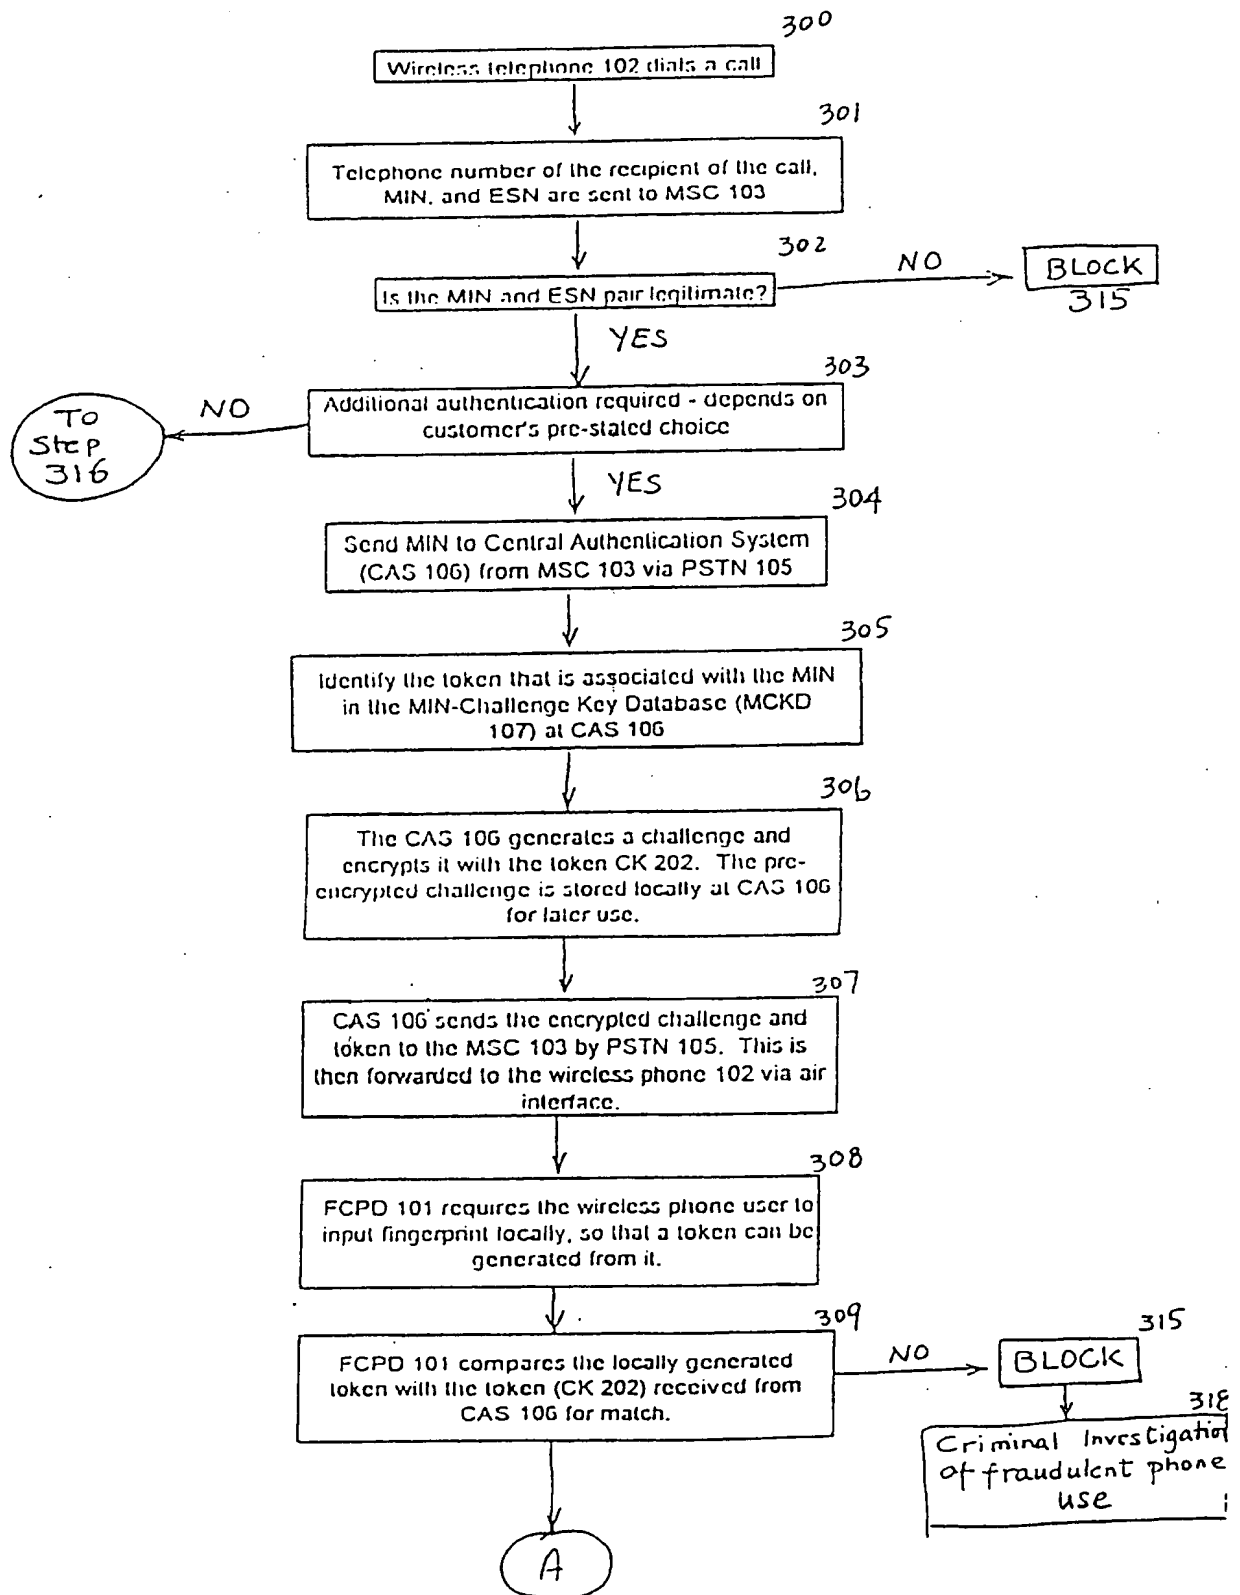 300
Wireless telephone 102 dials a call
301
Telephone number of the recipient of the call,
MIN, and ESN are sent to MSC 103
302
Is the MIN and ESN pair legitimate?
NO
BLOCK
315
YES
303
Additional authentication required - depends on
customer's pre-stated choice
NO
TO
Step
316
YES
304
Send MIN to Central Authentication System
(CAS 106) from MSC 103 via PSTN 105
305
Identify the token that is associated with the MIN
in the MIN-Challenge Key Database (MCKD
107) at CAS 106
306
The CAS 106 generates a challenge and
encrypts it with the token CK 202. The pre-
encrypted challenge is stored locally at CAS 106
for later use.
307
CAS 106 sends the encrypted challenge and
token to the MSC 103 by PSTN 105. This is
then forwarded to the wireless phone 102 via air
interface.
308
FCPD 101 requires the wireless phone user to
input fingerprint locally, so that a token can be
generated from it.
309
FCPD 101 compares the locally generated
token with the token (CK 202) received from
CAS 106 for match.
NO
315
BLOCK
318
Criminal Investigation
of fraudulent phone
use
A